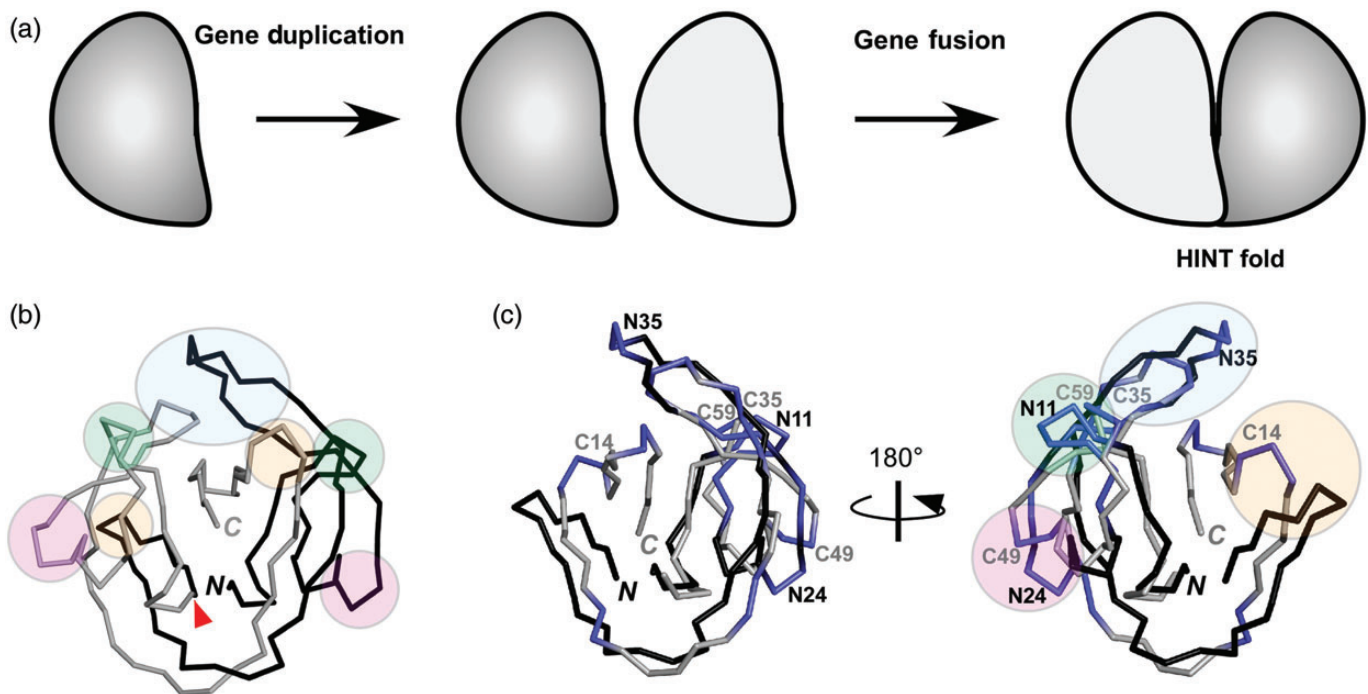 (a)
Gene duplication
Gene fusion
HINT fold
(b)
C
N
(c)
N35
C35
C59
N11
C14
C
C49
N
N24
180°
N35
C59
C35
N11
C14
C
C49
N24
N